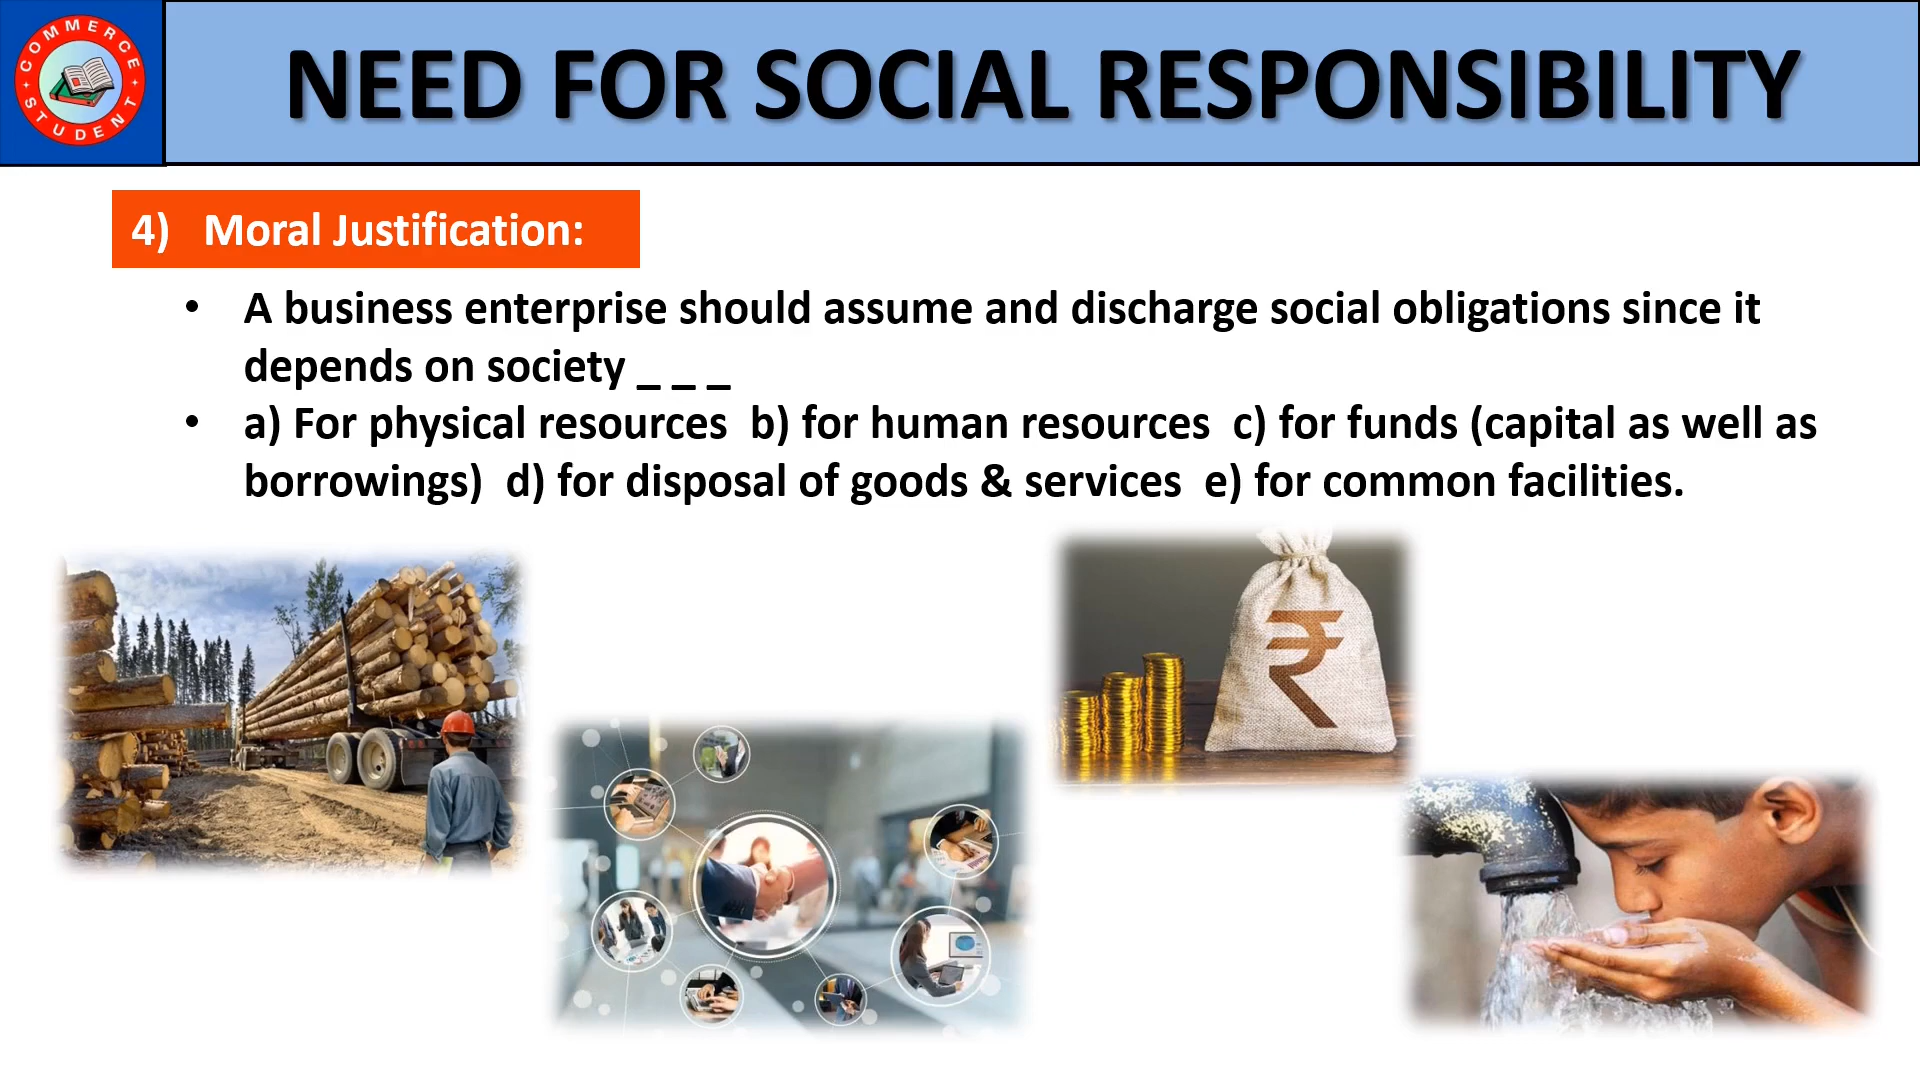 COMMERCE
STUDENT
NEED FOR SOCIAL RESPONSIBILITY
4) Moral Justification:
• A business enterprise should assume and discharge social obligations since it
depends on society _ _ _
• a) For physical resources b) for human resources c) for funds (capital as well as
borrowings) d) for disposal of goods & services e) for common facilities.
₹